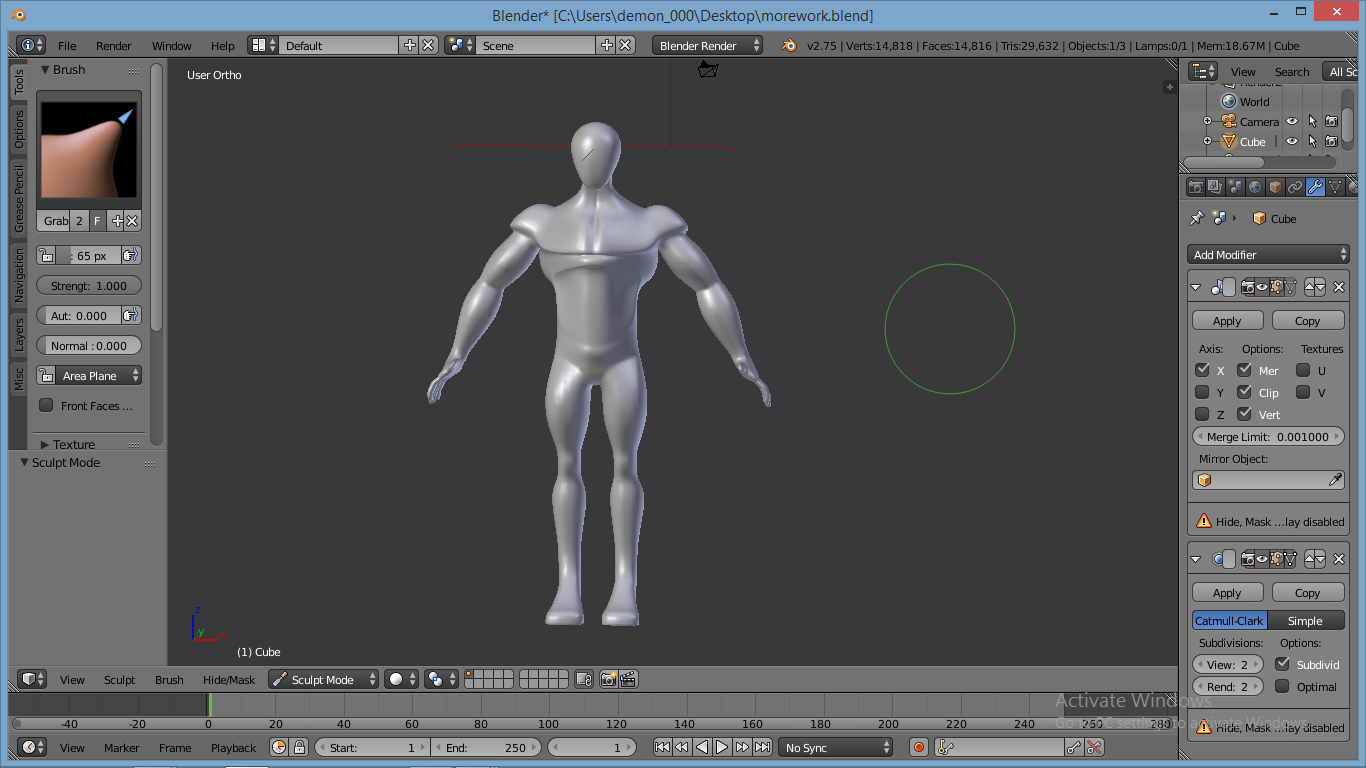 Blender* [C:\Users\demon_000\Desktop\morework.blend]
File Render Window Help Default Scene Blender Render v2.75 | Verts:14,818 | Faces:14,816 | Tris:29,632 | Objects:1/3 | Lamps:0/1 | Mem:18.67M | Cube
Tools
Options
Grease Pencil
Navigation
Layers
Misc
Brush
Grab 2 F
: 65 px
Strengt: 1.000
Aut: 0.000
Normal : 0.000
Area Plane
Front Faces ...
Texture
Sculpt Mode
User Ortho
z
y x
(1) Cube
View Search All Sc
World
Camera
Cube
Cube
Add Modifier
Apply Copy
Axis: Options: Textures
X Mer U
Y Clip V
Z Vert
Merge Limit: 0.001000
Mirror Object:
Hide, Mask ...lay disabled
Apply Copy
Catmull-Clark Simple
Subdivisions: Options:
View: 2 Subdivid
Rend: 2 Optimal
Hide, Mask ...lay disabled
Activate Windows
Go to PC settings to activate Windows.
View Sculpt Brush Hide/Mask Sculpt Mode
-40 -20 0 20 40 60 80 100 120 140 160 180 200 220 240 260 280
View Marker Frame Playback Start: 1 End: 250 1 No Sync